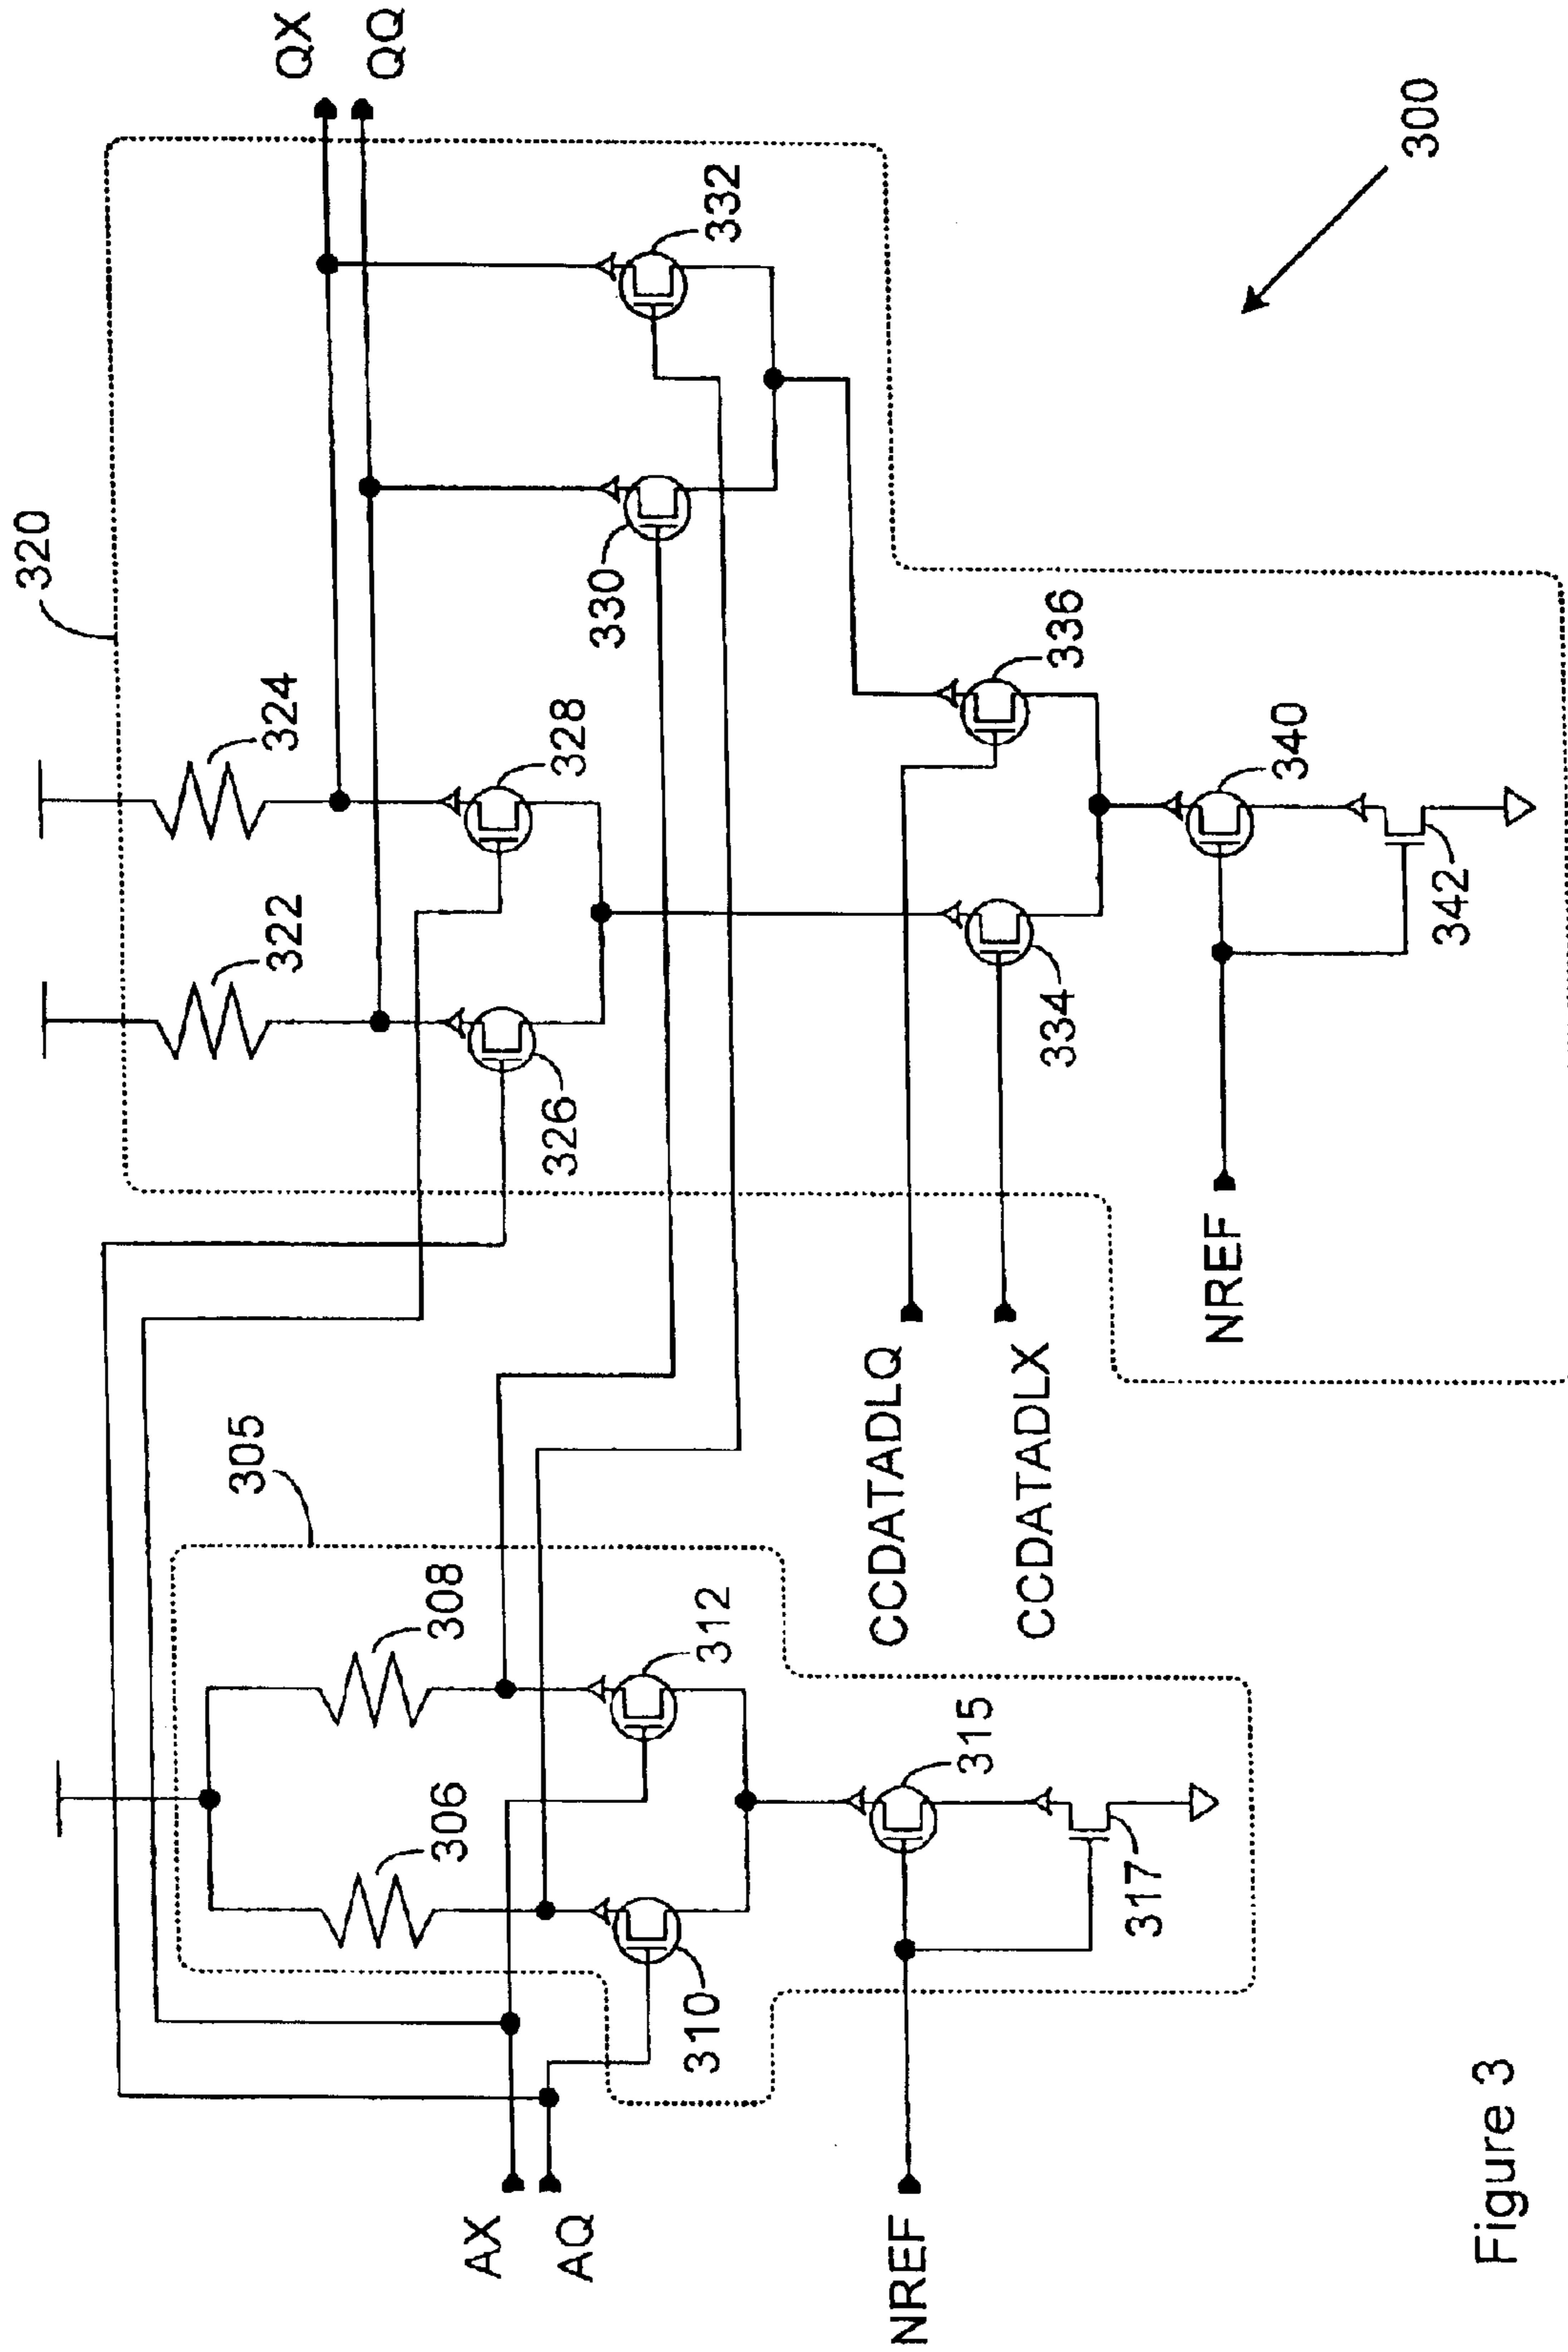 320
QX
QQ
324
322
328
326
330
332
305
308
306
312
310
AX
AQ
315
317
NREF
CCDATADLQ
CCDATADLX
336
334
340
342
NREF
300
Figure 3